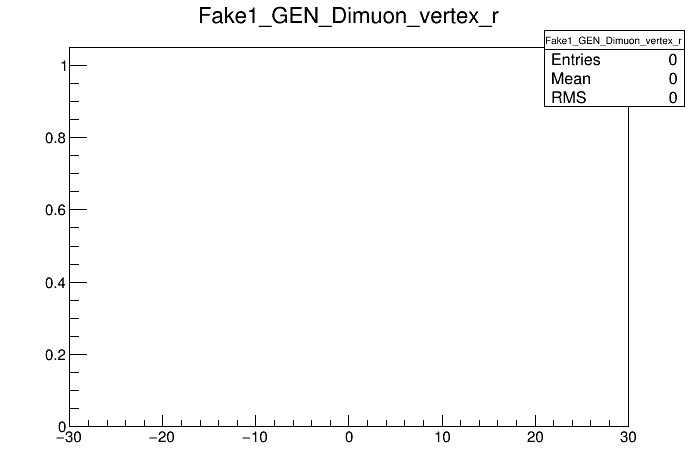 Fake1_GEN_Dimuon_vertex_r
Fake1_GEN_Dimuon_vertex_r
Entries 0
Mean 0
RMS 0
1
0.8
0.6
0.4
0.2
0
−30 −20 −10 0 10 20 30